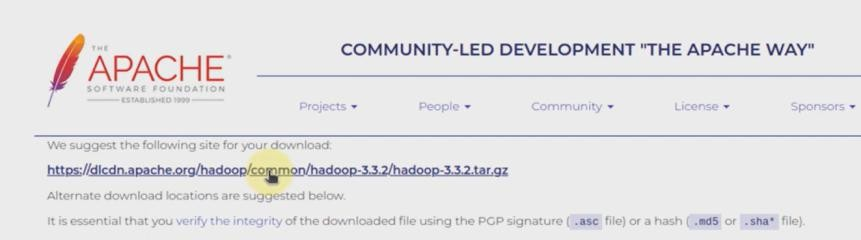 THE
APACHE®
SOFTWARE FOUNDATION
ESTABLISHED 1999
COMMUNITY-LED DEVELOPMENT "THE APACHE WAY"
Projects People Community License Sponsors
We suggest the following site for your download:
https://dlcdn.apache.org/hadoop/common/hadoop-3.3.2/hadoop-3.3.2.tar.gz
Alternate download locations are suggested below.
It is essential that you verify the integrity of the downloaded file using the PGP signature ( .asc file) or a hash ( .md5 or .sha* file).